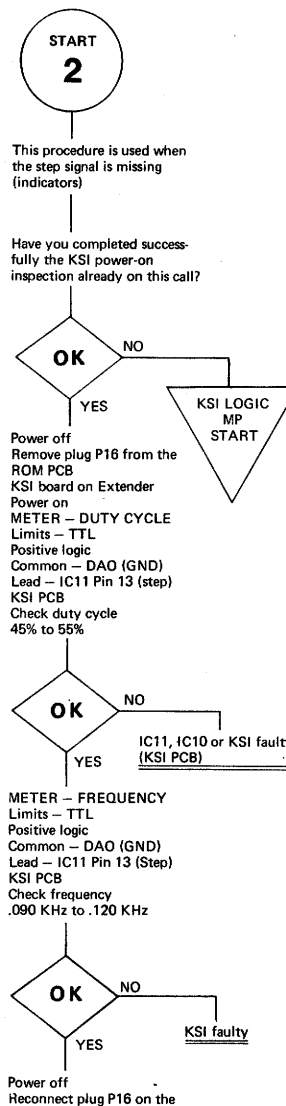 START
2
This procedure is used when
the step signal is missing
(indicators)
Have you completed success-
fully the KSI power-on
inspection already on this call?
OK
NO
YES
KSI LOGIC
MP
START
Power off
Remove plug P16 from the
ROM PCB
KSI board on Extender
Power on
METER – DUTY CYCLE
Limits – TTL
Positive logic
Common – DAO (GND)
Lead – IC11 Pin 13 (step)
KSI PCB
Check duty cycle
45% to 55%
OK
NO
YES
IC11, IC10 or KSI fault
(KSI PCB)
METER – FREQUENCY
Limits – TTL
Positive logic
Common – DAO (GND)
Lead – IC11 Pin 13 (Step)
KSI PCB
Check frequency
.090 KHz to .120 KHz
OK
NO
YES
KSI faulty
Power off
Reconnect plug P16 on the